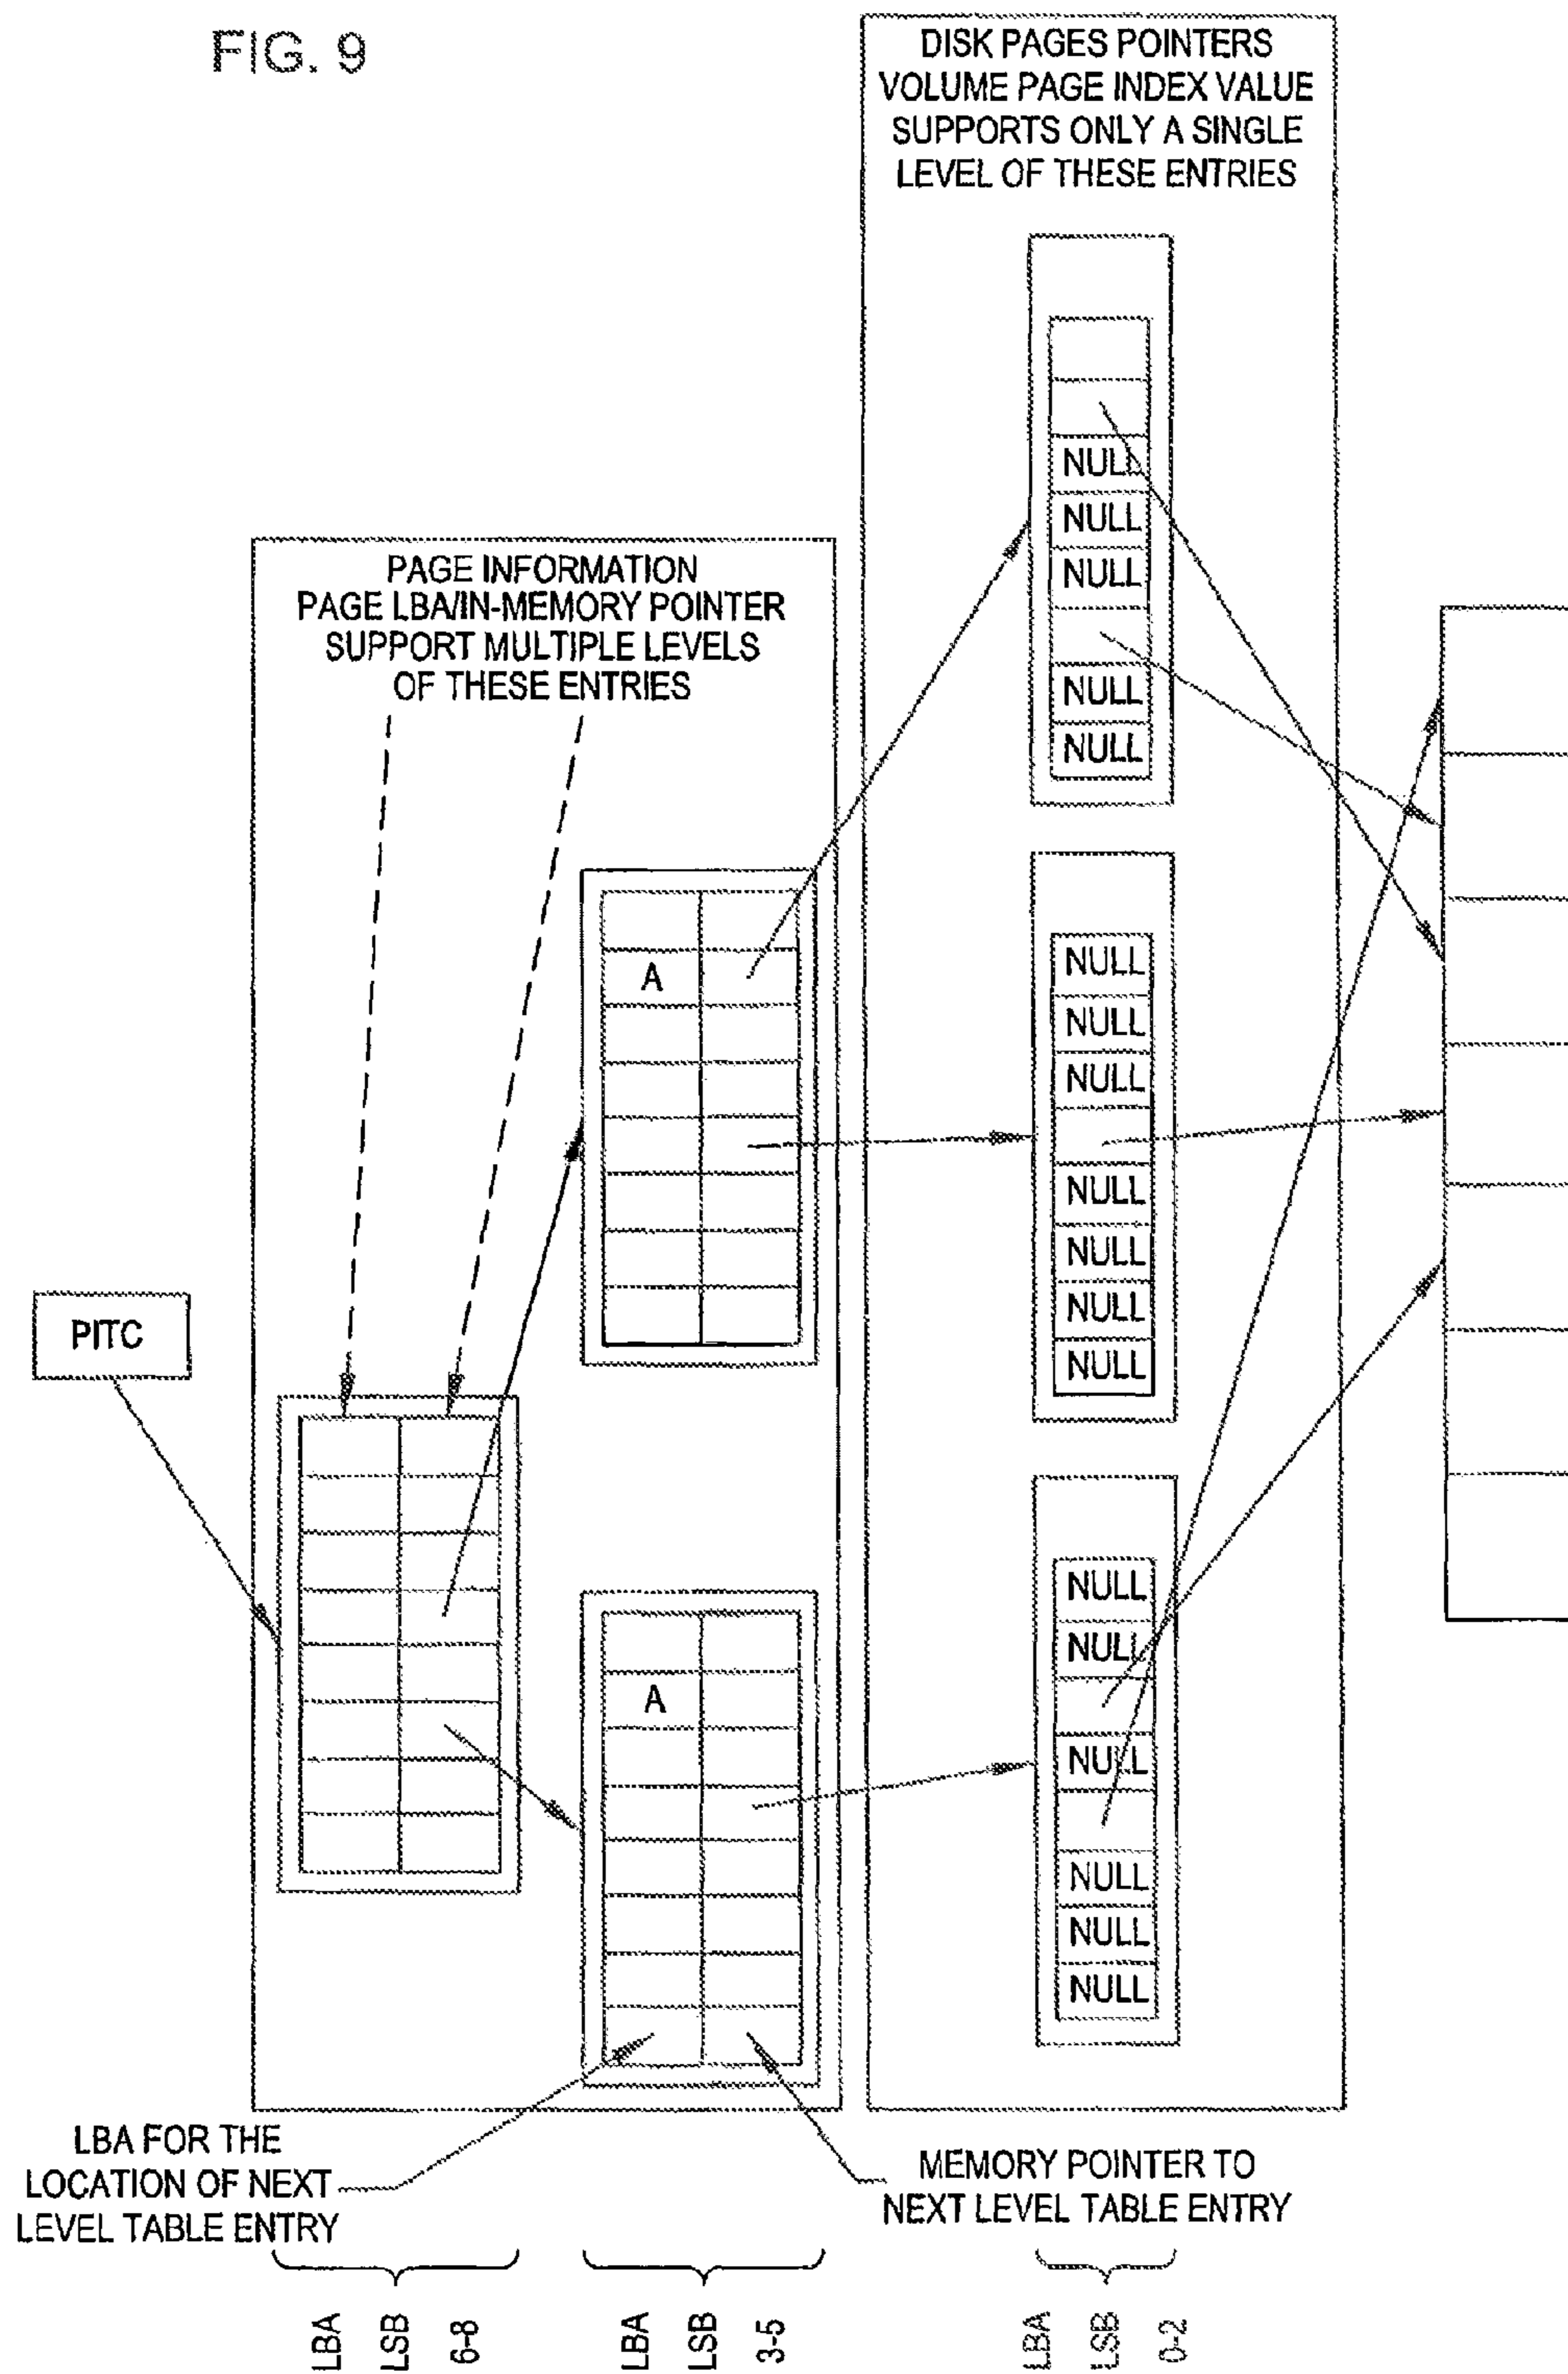 FIG. 9
DISK PAGES POINTERS
VOLUME PAGE INDEX VALUE
SUPPORTS ONLY A SINGLE
LEVEL OF THESE ENTRIES
NULL
NULL
NULL
NULL
NULL
PAGE INFORMATION
PAGE LBA/IN-MEMORY POINTER
SUPPORT MULTIPLE LEVELS
OF THESE ENTRIES
A
NULL
NULL
NULL
NULL
NULL
NULL
NULL
PITC
A
NULL
NULL
NULL
NULL
NULL
NULL
LBA FOR THE
LOCATION OF NEXT
LEVEL TABLE ENTRY
MEMORY POINTER TO
NEXT LEVEL TABLE ENTRY
LBA
LSB
6-8
LBA
LSB
3-5
LBA
LSB
0-2